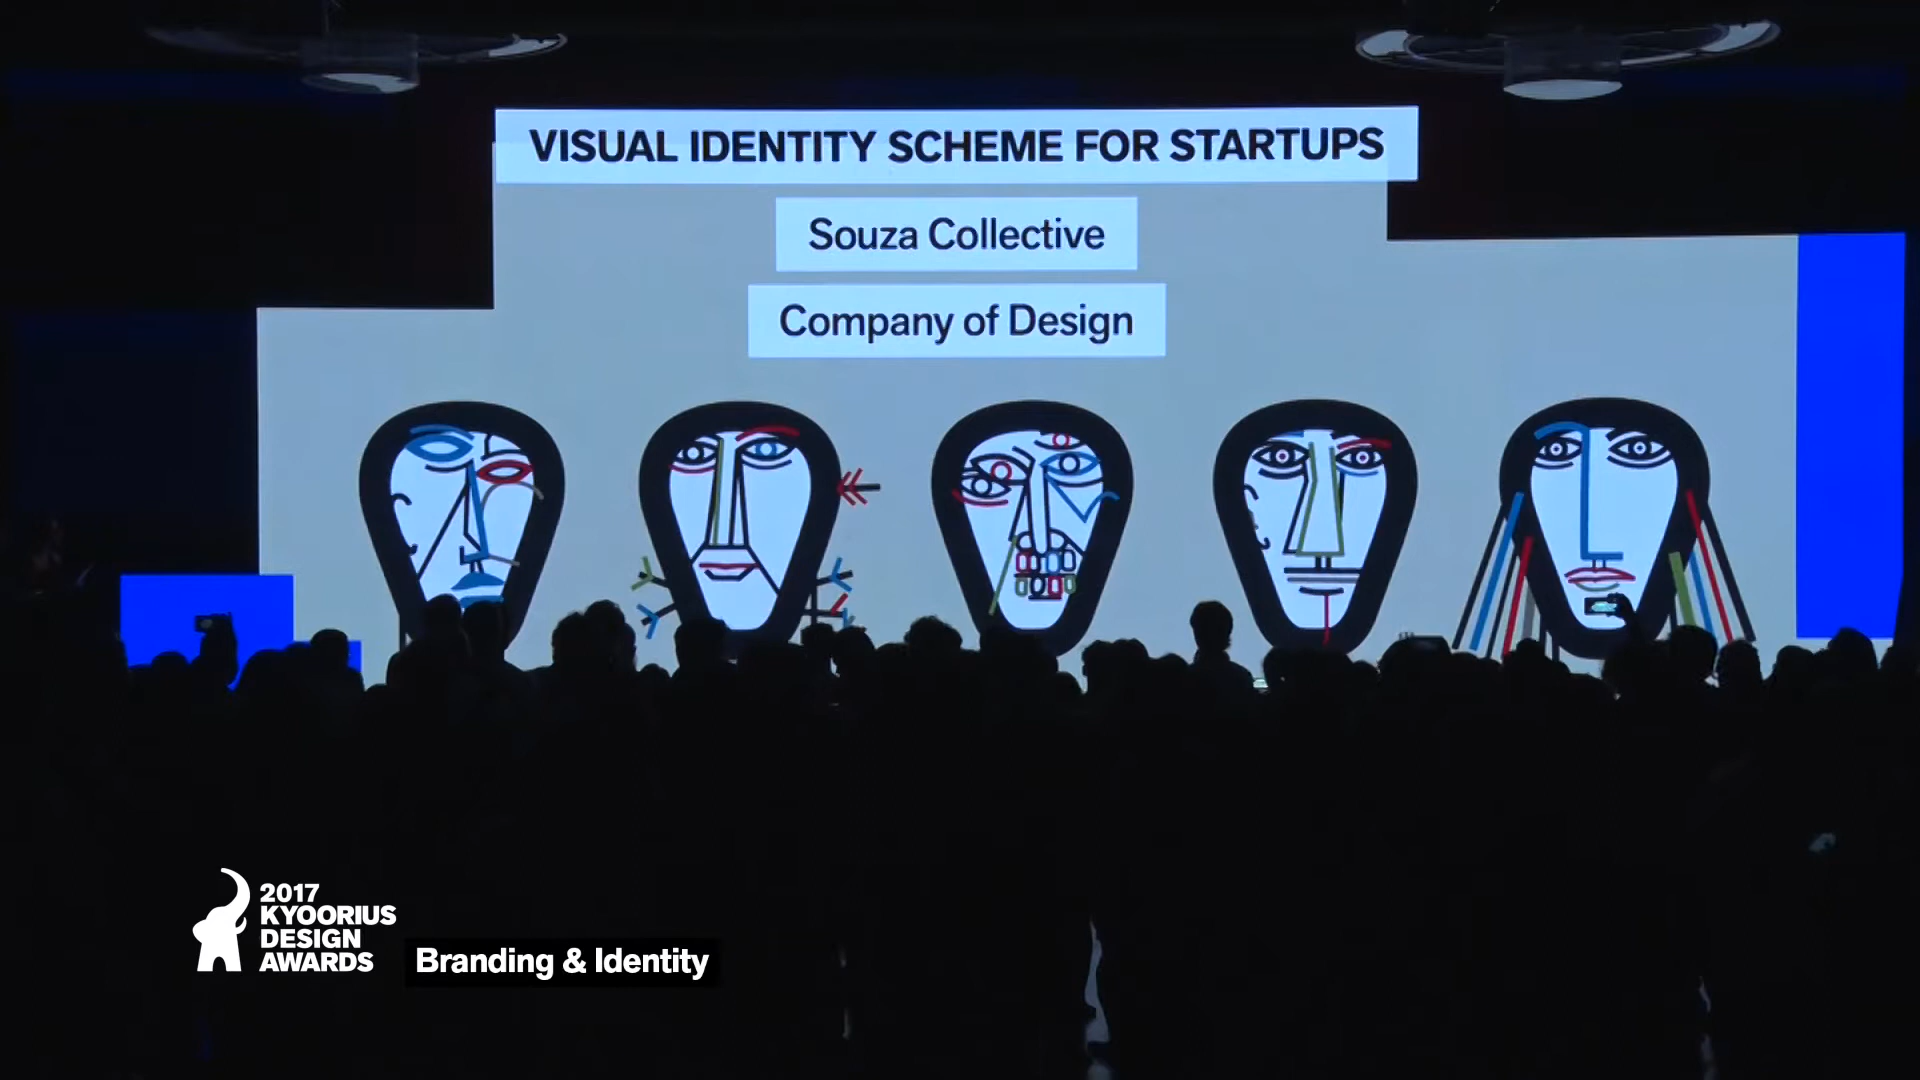 VISUAL IDENTITY SCHEME FOR STARTUPS
Souza Collective
Company of Design
2017
KYOORIUS
DESIGN
AWARDS
Branding & Identity